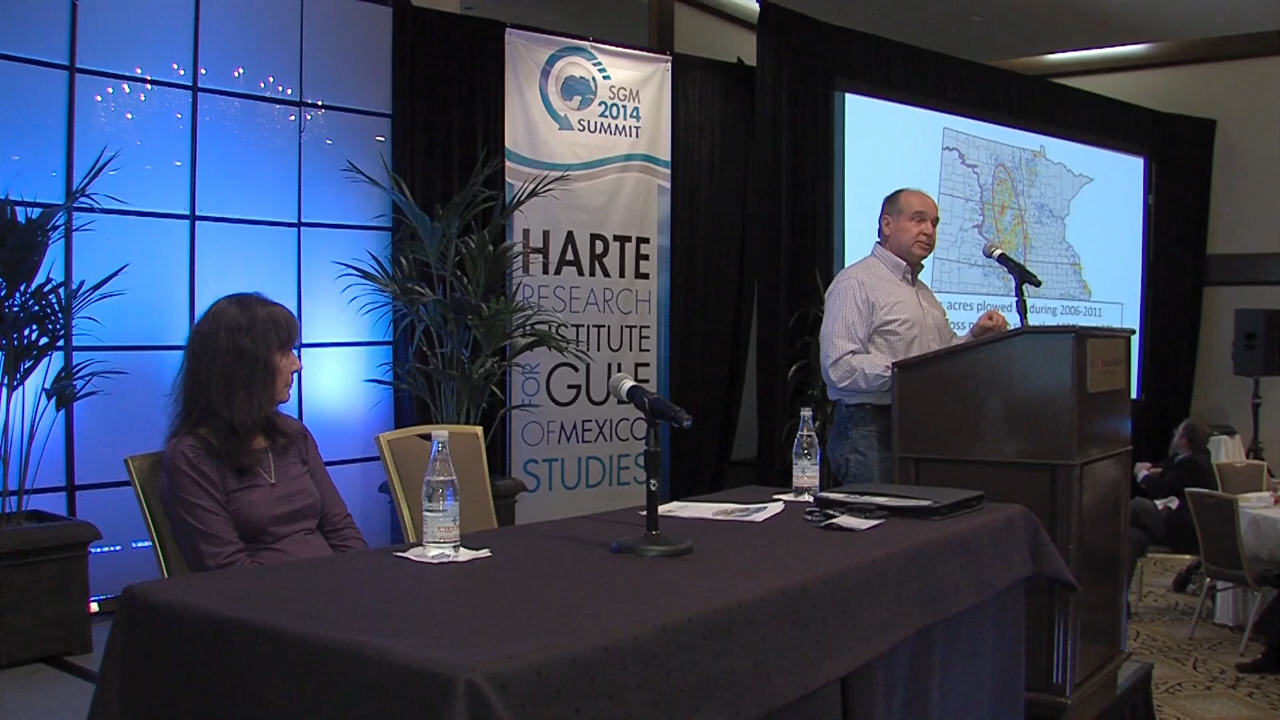 SGM
2014
SUMMIT
HARTE
RESEARCH
INSTITUTE
FOR GULF
OF MEXICO
STUDIES
acres plowed during 2006-2011